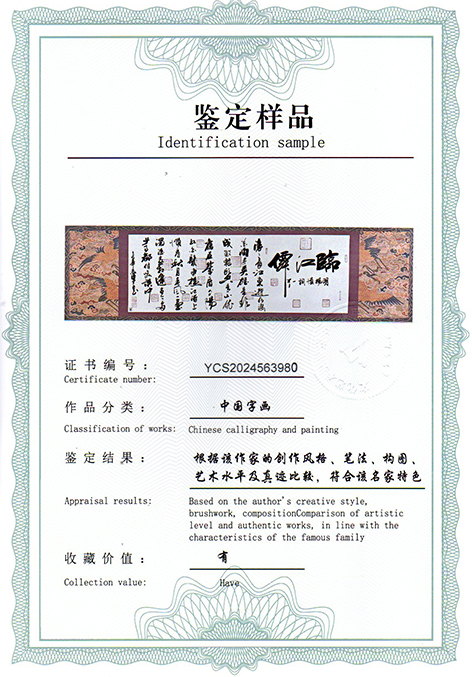 鉴定样品
Identification sample
臨江僊
证书编号：
YCS2024563980
Certificate number:
作品分类：
中国字画
Classification of works:
Chinese calligraphy and painting
鉴定结果：
根据该作家的创作风格、笔法、构图、
艺术水平及真迹比较，符合该名家特色
Appraisal results:
Based on the author's creative style,
brushwork, compositionComparison of artistic
level and authentic works, in line with the
characteristics of the famous family
收藏价值：
有
Collection value:
Have